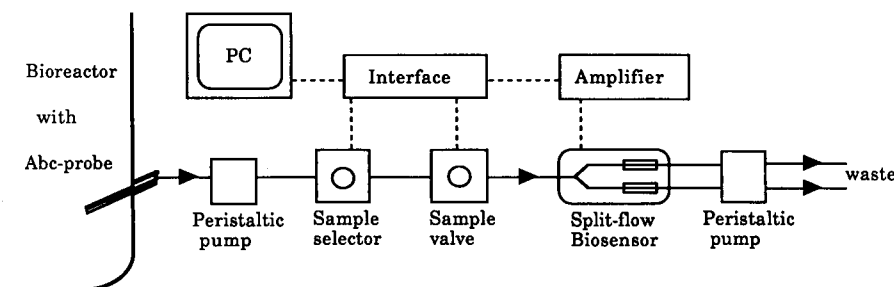 Bioreactor
with
Abc-probe
PC
Interface
Amplifier
Peristaltic
pump
Sample
selector
Sample
valve
Split-flow
Biosensor
Peristaltic
pump
waste